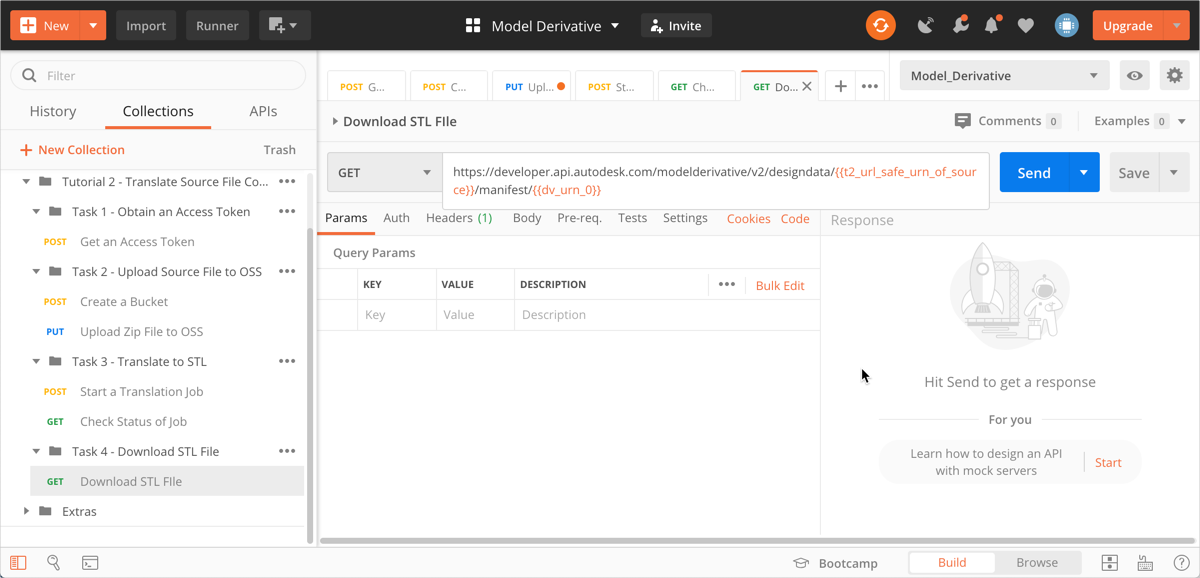 New
Import
Runner
Model Derivative
Invite
Upgrade
Filter
History
Collections
APIs
New Collection
Trash
Tutorial 2 - Translate Source File Co...
Task 1 - Obtain an Access Token
POST Get an Access Token
Task 2 - Upload Source File to OSS
POST Create a Bucket
PUT Upload Zip File to OSS
Task 3 - Translate to STL
POST Start a Translation Job
GET Check Status of Job
Task 4 - Download STL File
GET Download STL FIle
Extras
POST G...
POST C...
PUT Upl...
POST St...
GET Ch...
GET Do...
Model_Derivative
Download STL FIle
Comments 0
Examples 0
GET
https://developer.api.autodesk.com/modelderivative/v2/designdata/{{t2_url_safe_urn_of_sour
ce}}/manifest/{{dv_urn_0}}
Send
Save
Params Auth Headers (1) Body Pre-req. Tests Settings Cookies Code
Response
Query Params
KEY VALUE DESCRIPTION Bulk Edit
Key Value Description
Hit Send to get a response
For you
Learn how to design an API
with mock servers
Start
Bootcamp
Build
Browse